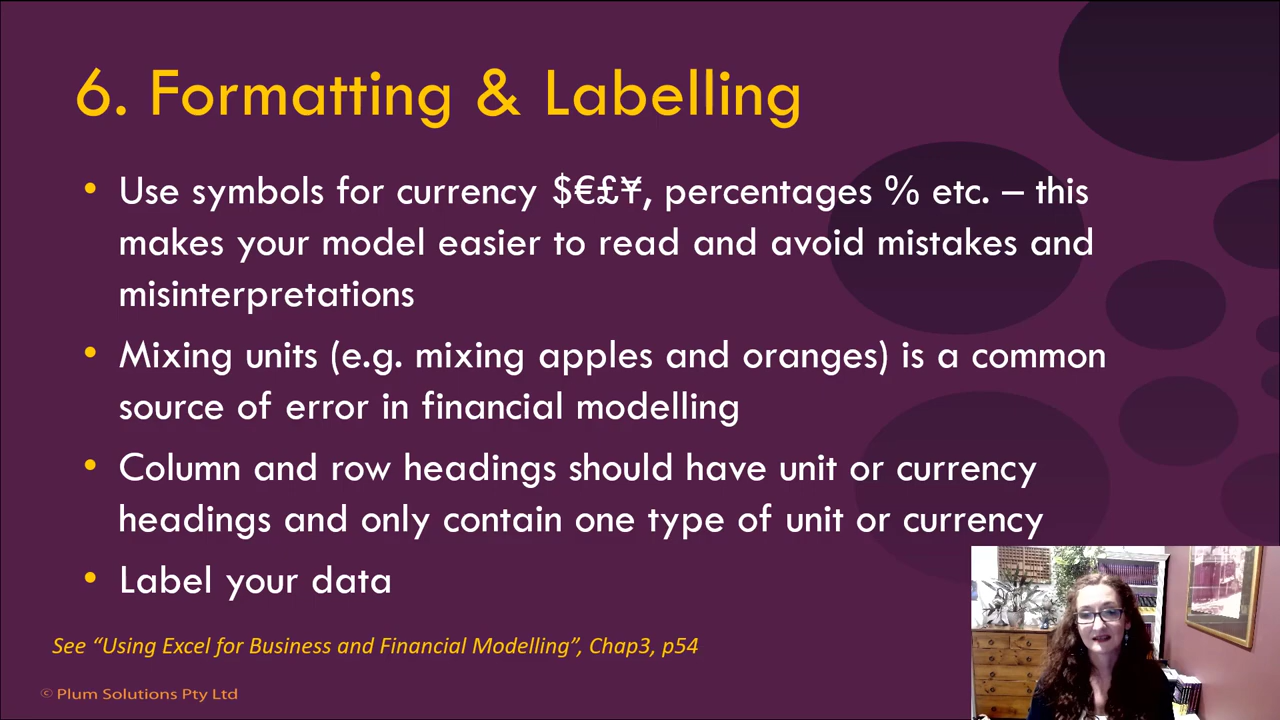 6. Formatting & Labelling
• Use symbols for currency $€£¥, percentages % etc. – this
makes your model easier to read and avoid mistakes and
misinterpretations
• Mixing units (e.g. mixing apples and oranges) is a common
source of error in financial modelling
• Column and row headings should have unit or currency
headings and only contain one type of unit or currency
• Label your data
See “Using Excel for Business and Financial Modelling”, Chap3, p54
© Plum Solutions Pty Ltd